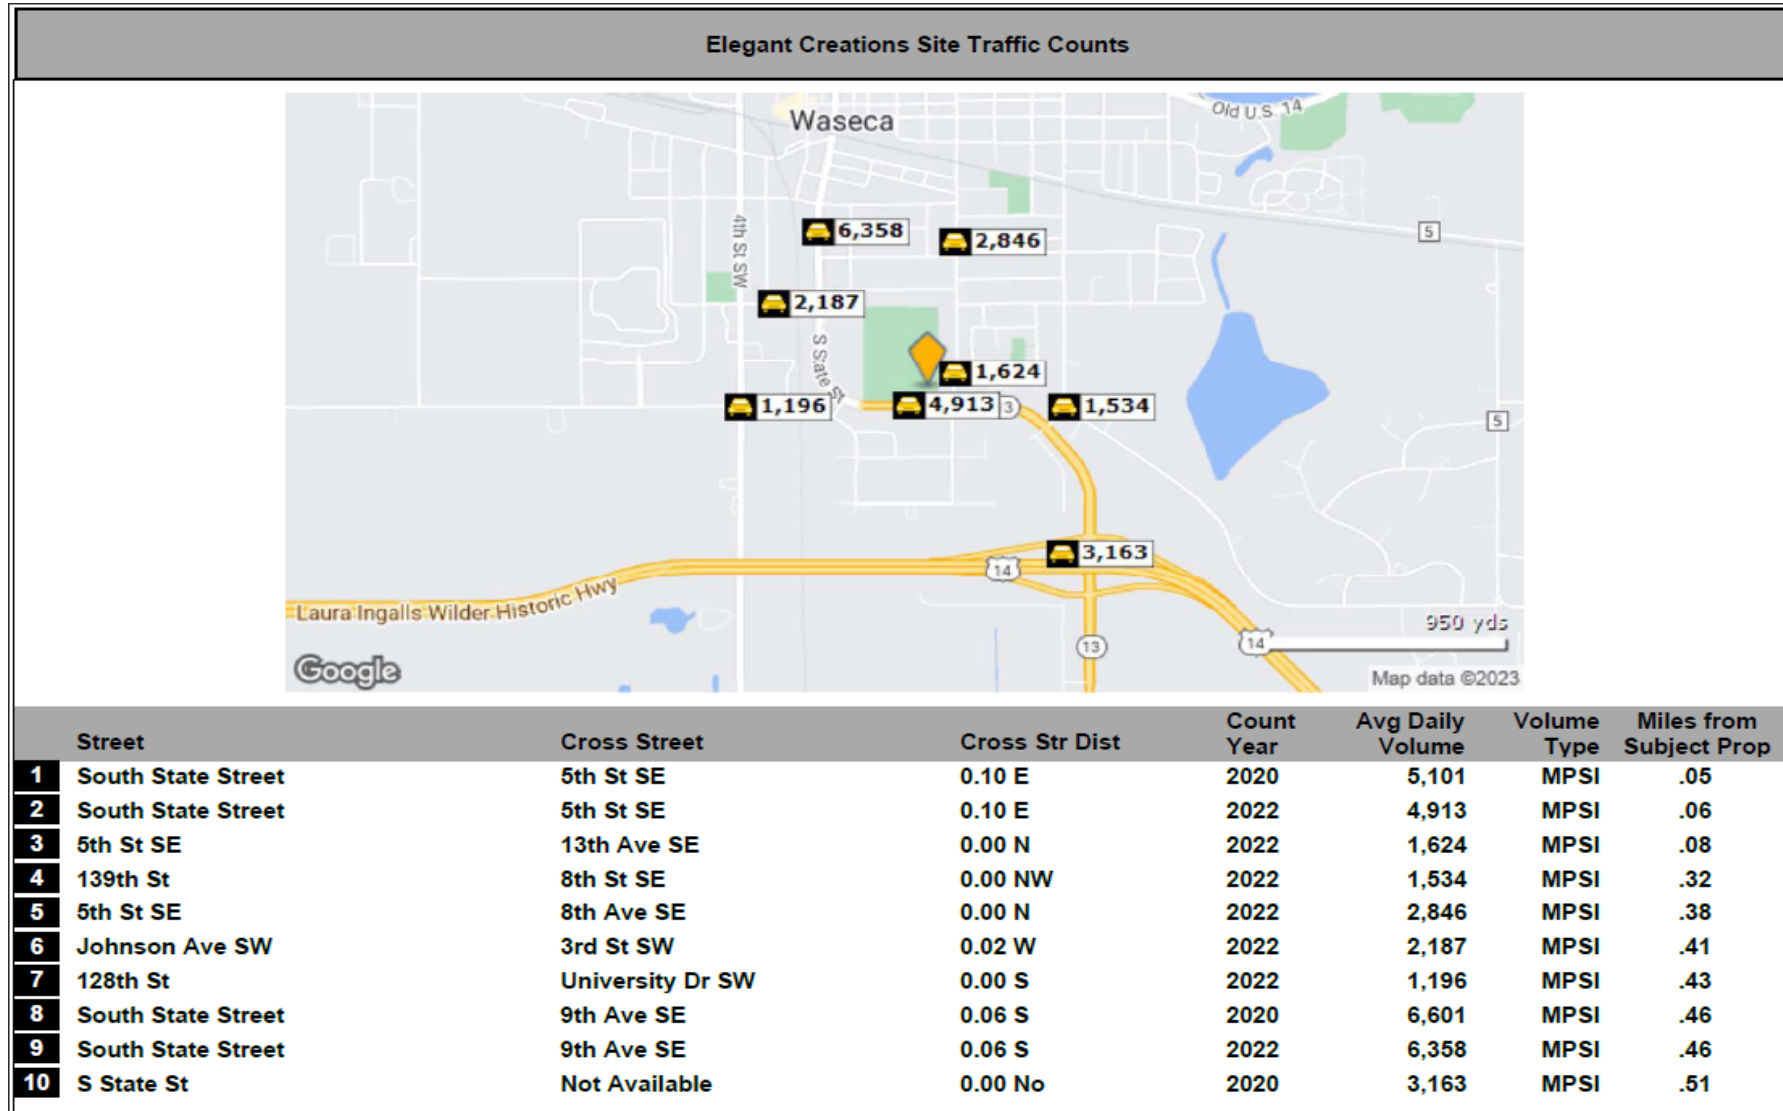 Elegant Creations Site Traffic Counts
Waseca
Old U.S. 14
4th St SW
6,358
2,846
5
2,187
S State St
1,624
1,196
4,913
3
1,534
5
3,163
14
Laura Ingalls Wilder Historic Hwy
950 yds
13
14
Google
Map data ©2023
Street Cross Street Cross Str Dist Count Year Avg Daily Volume Volume Type Miles from Subject Prop
1 South State Street 5th St SE 0.10 E 2020 5,101 MPSI .05
2 South State Street 5th St SE 0.10 E 2022 4,913 MPSI .06
3 5th St SE 13th Ave SE 0.00 N 2022 1,624 MPSI .08
4 139th St 8th St SE 0.00 NW 2022 1,534 MPSI .32
5 5th St SE 8th Ave SE 0.00 N 2022 2,846 MPSI .38
6 Johnson Ave SW 3rd St SW 0.02 W 2022 2,187 MPSI .41
7 128th St University Dr SW 0.00 S 2022 1,196 MPSI .43
8 South State Street 9th Ave SE 0.06 S 2020 6,601 MPSI .46
9 South State Street 9th Ave SE 0.06 S 2022 6,358 MPSI .46
10 S State St Not Available 0.00 No 2020 3,163 MPSI .51